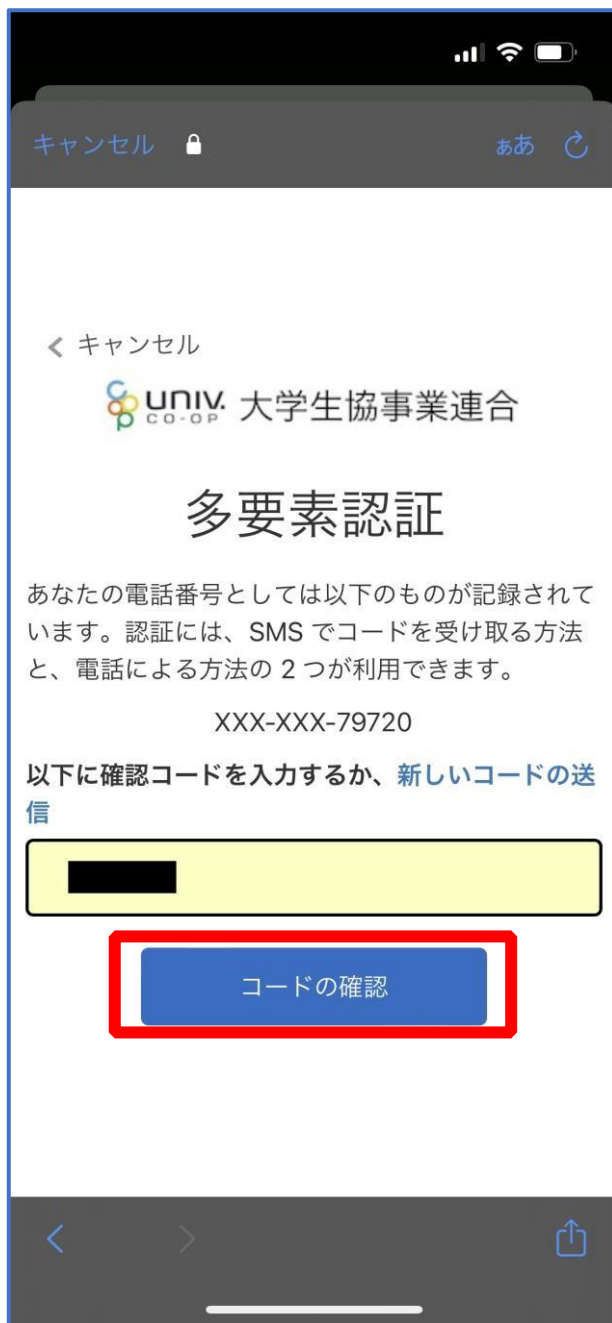 キャンセル
ぁあ
キャンセル
univ. CO-OP 大学生協事業連合
多要素認証
あなたの電話番号としては以下のものが記録されて
います。認証には、SMS でコードを受け取る方法
と、電話による方法の 2 つが利用できます。
XXX-XXX-79720
以下に確認コードを入力するか、新しいコードの送
信
コードの確認